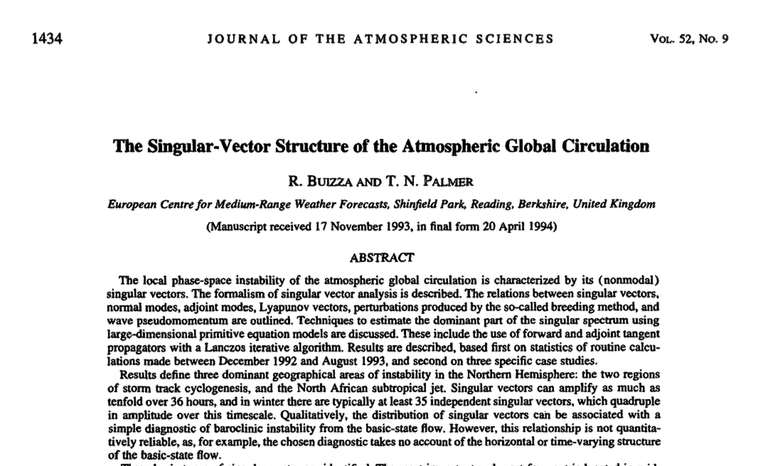 1434 JOURNAL OF THE ATMOSPHERIC SCIENCES VOL. 52, NO. 9
The Singular-Vector Structure of the Atmospheric Global Circulation
R. BUIZZA AND T. N. PALMER
European Centre for Medium-Range Weather Forecasts, Shinfield Park, Reading, Berkshire, United Kingdom
(Manuscript received 17 November 1993, in final form 20 April 1994)
ABSTRACT
The local phase-space instability of the atmospheric global circulation is characterized by its (nonmodal)
singular vectors. The formalism of singular vector analysis is described. The relations between singular vectors,
normal modes, adjoint modes, Lyapunov vectors, perturbations produced by the so-called breeding method, and
wave pseudomomentum are outlined. Techniques to estimate the dominant part of the singular spectrum using
large-dimensional primitive equation models are discussed. These include the use of forward and adjoint tangent
propagators with a Lanczos iterative algorithm. Results are described, based first on statistics of routine calcu-
lations made between December 1992 and August 1993, and second on three specific case studies.
Results define three dominant geographical areas of instability in the Northern Hemisphere: the two regions
of storm track cyclogenesis, and the North African subtropical jet. Singular vectors can amplify as much as
tenfold over 36 hours, and in winter there are typically at least 35 independent singular vectors, which quadruple
in amplitude over this timescale. Qualitatively, the distribution of singular vectors can be associated with a
simple diagnostic of baroclinic instability from the basic-state flow. However, this relationship is not quantita-
tively reliable, as, for example, the chosen diagnostic takes no account of the horizontal or time-varying structure
of the basic-state flow.